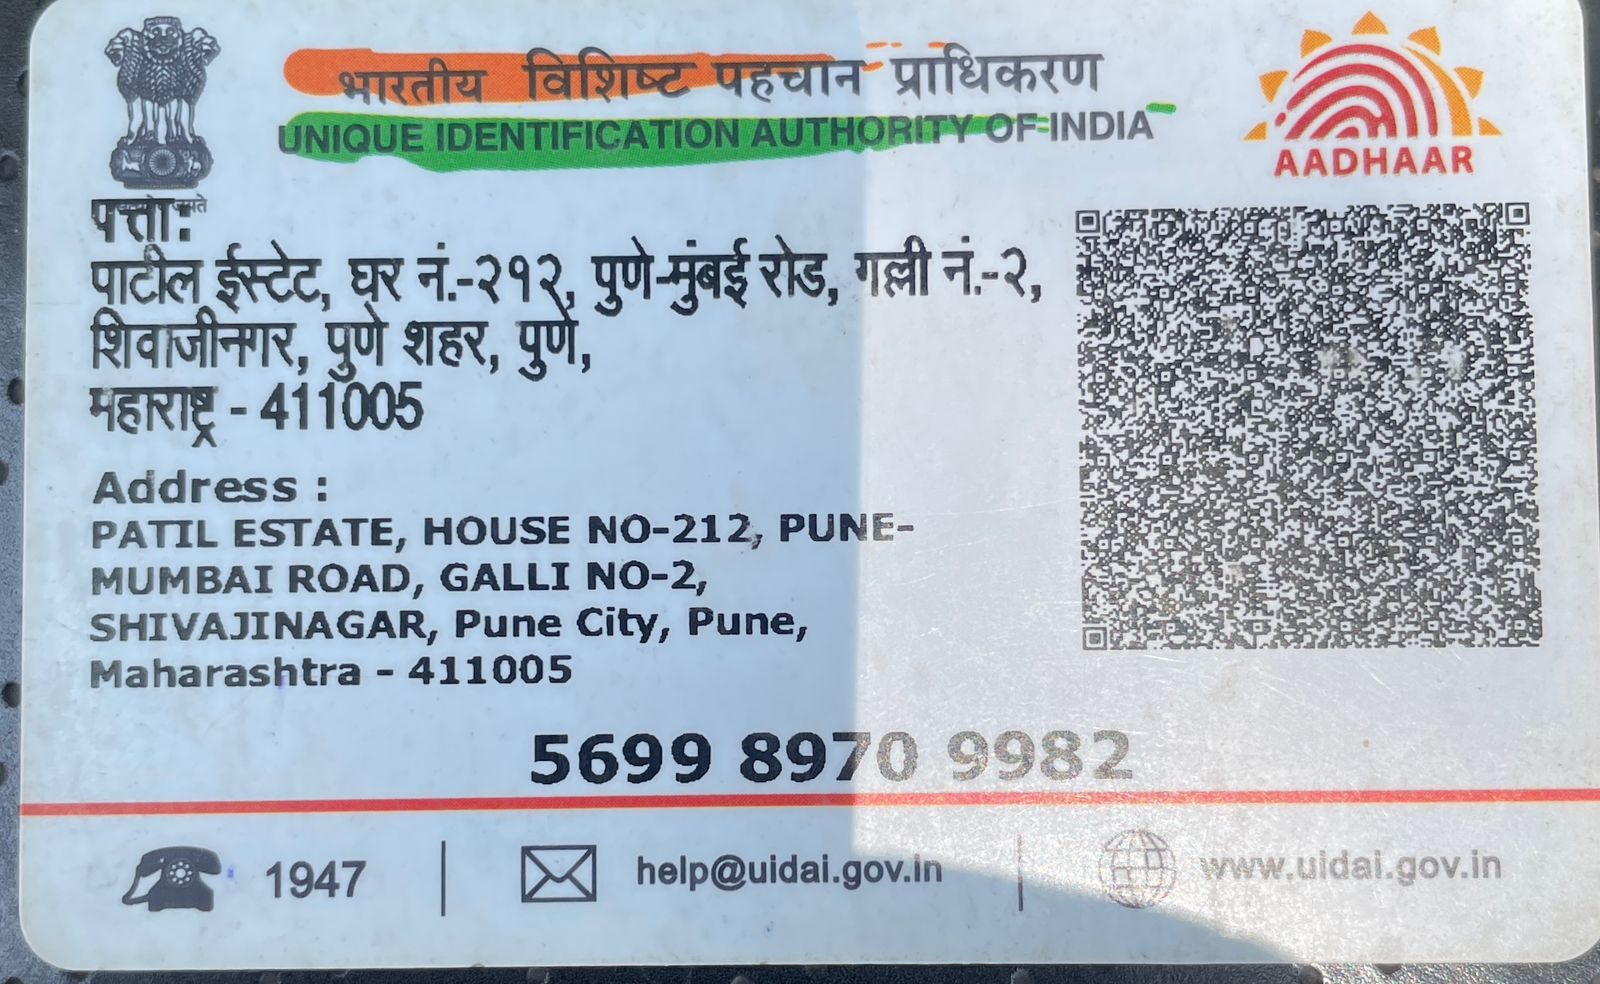 भारतीय विशिष्ट पहचान प्राधिकरण
UNIQUE IDENTIFICATION AUTHORITY OF INDIA
AADHAAR
पत्ता:
पाटील ईस्टेट, घर नं.-२१२, पुणे-मुंबई रोड, गल्ली नं.-२,
शिवाजीनगर, पुणे शहर, पुणे,
महाराष्ट्र - 411005
Address :
PATIL ESTATE, HOUSE NO-212, PUNE-
MUMBAI ROAD, GALLI NO-2,
SHIVAJINAGAR, Pune City, Pune,
Maharashtra - 411005
5699 8970 9982
1947
help@uidai.gov.in
www.uidai.gov.in